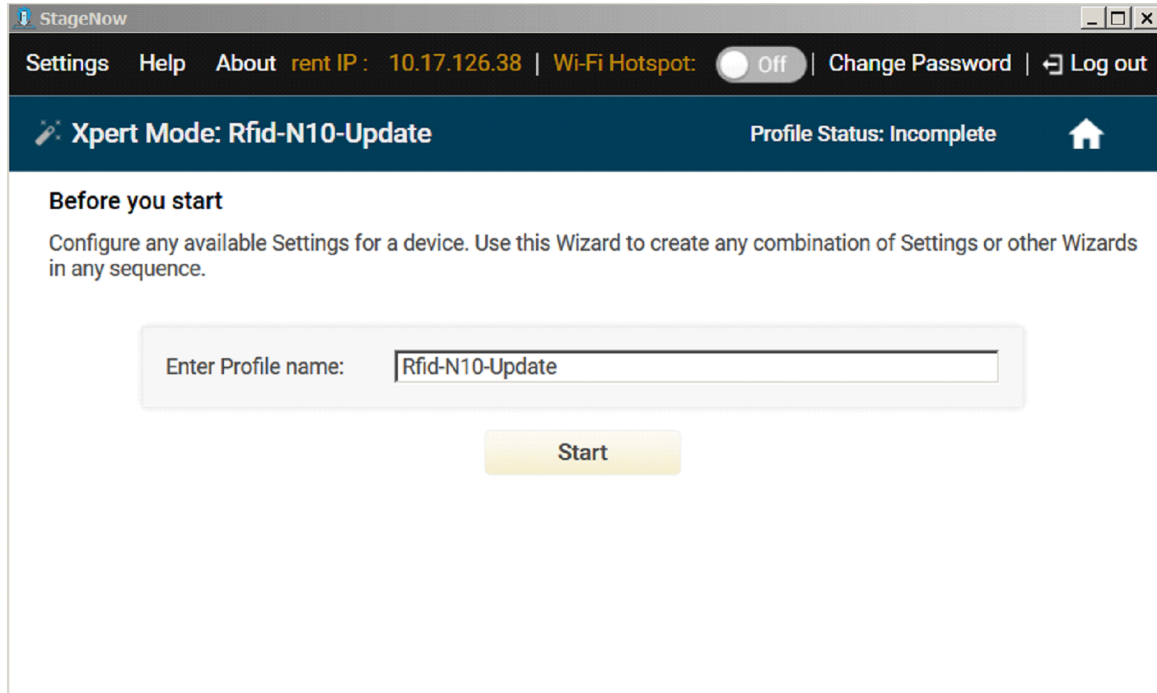 StageNow
Settings Help About rent IP : 10.17.126.38 | Wi-Fi Hotspot: Off | Change Password | Log out
Xpert Mode: Rfid-N10-Update Profile Status: Incomplete
Before you start
Configure any available Settings for a device. Use this Wizard to create any combination of Settings or other Wizards
in any sequence.
Enter Profile name: Rfid-N10-Update
Start